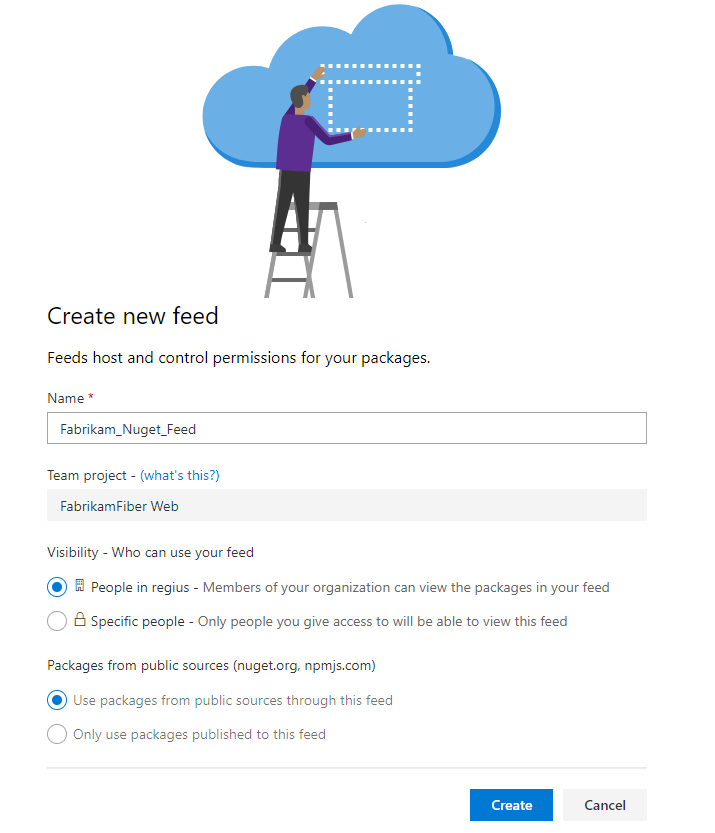 Create new feed
Feeds host and control permissions for your packages.
Name *
Fabrikam_Nuget_Feed
Team project - (what's this?)
FabrikamFiber Web
Visibility - Who can use your feed
People in regius - Members of your organization can view the packages in your feed
Specific people - Only people you give access to will be able to view this feed
Packages from public sources (nuget.org, npmjs.com)
Use packages from public sources through this feed
Only use packages published to this feed
Create Cancel